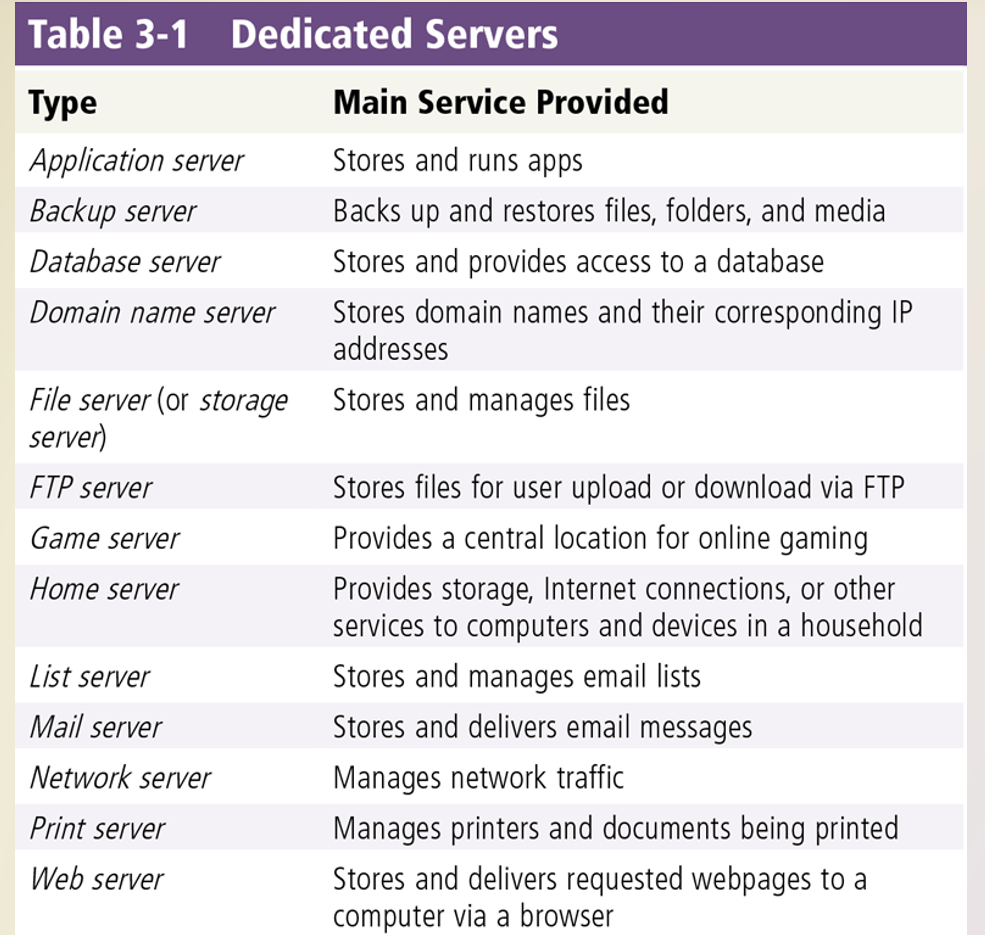 Table 3-1 Dedicated Servers
Type Main Service Provided
Application server Stores and runs apps
Backup server Backs up and restores files, folders, and media
Database server Stores and provides access to a database
Domain name server Stores domain names and their corresponding IP
addresses
File server (or storage Stores and manages files
server)
FTP server Stores files for user upload or download via FTP
Game server Provides a central location for online gaming
Home server Provides storage, Internet connections, or other
services to computers and devices in a household
List server Stores and manages email lists
Mail server Stores and delivers email messages
Network server Manages network traffic
Print server Manages printers and documents being printed
Web server Stores and delivers requested webpages to a
computer via a browser